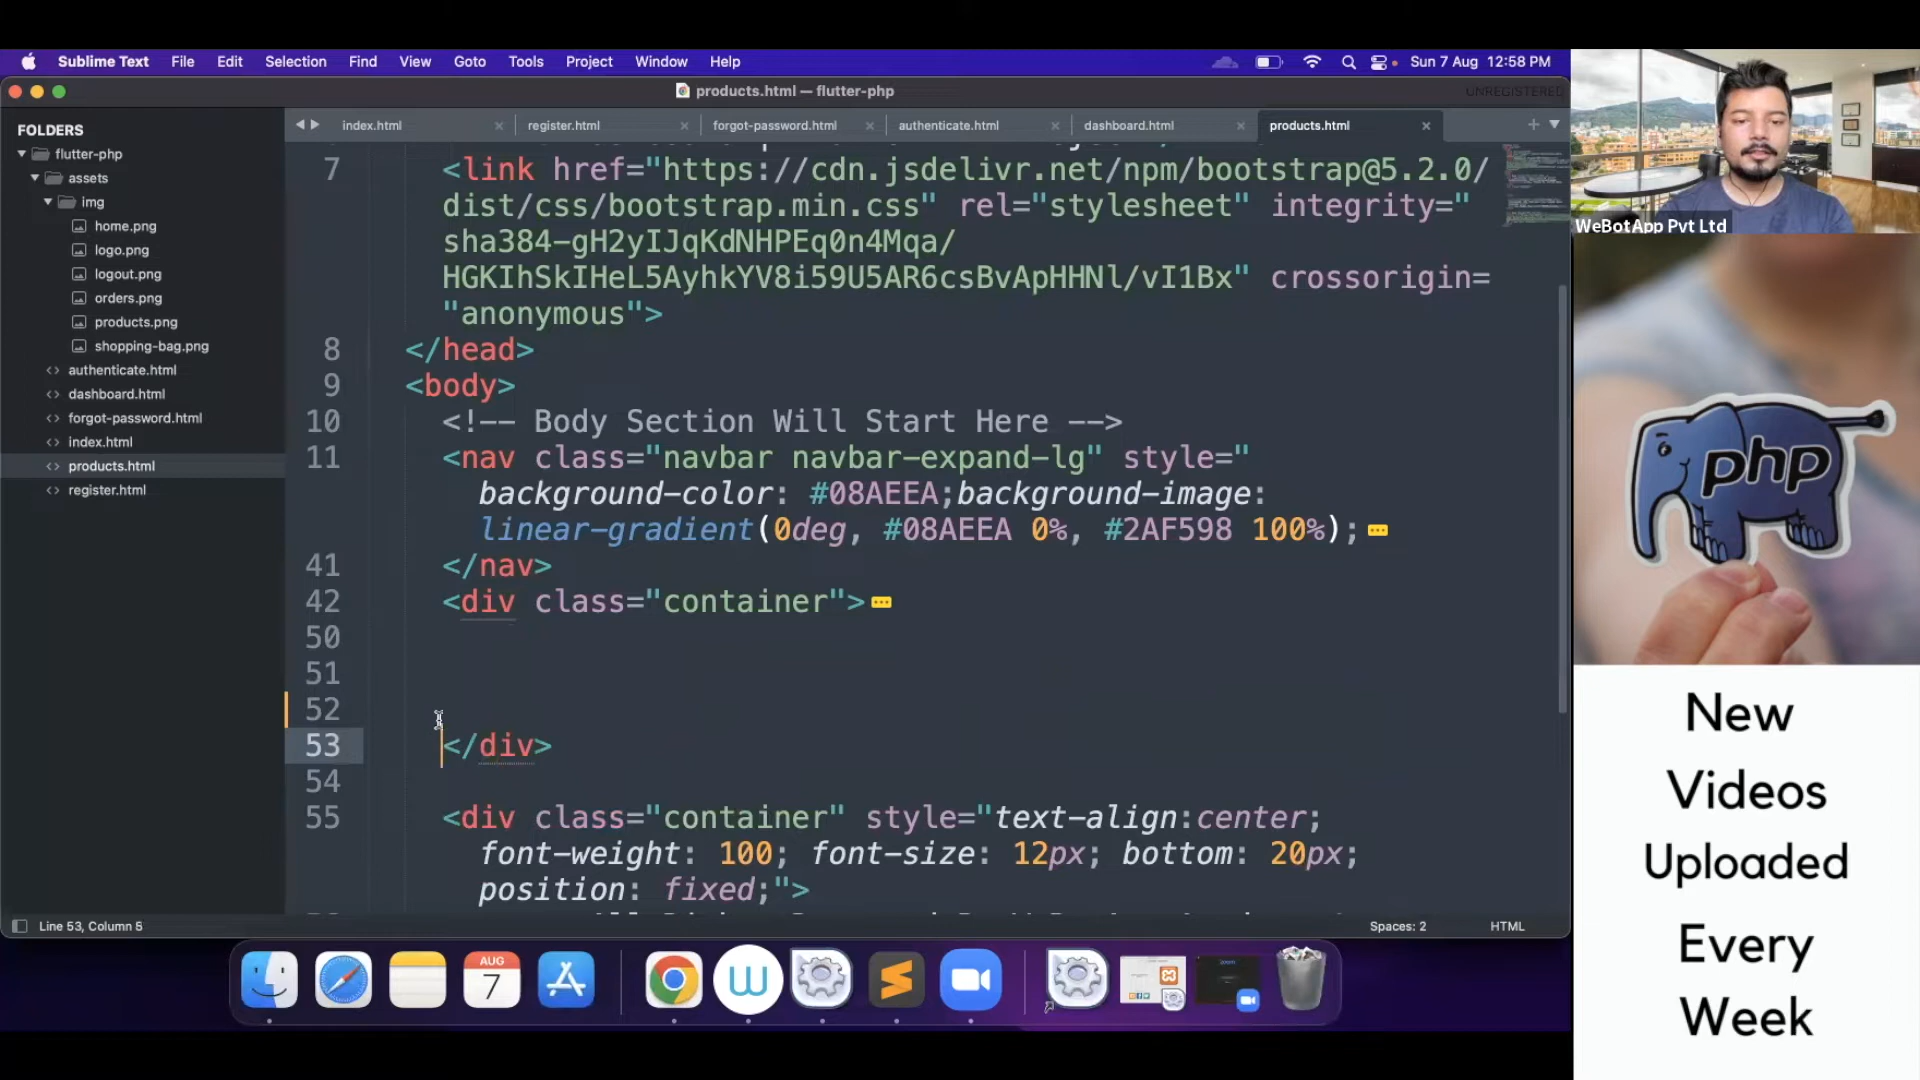 Sublime Text File Edit Selection Find View Goto Tools Project Window Help Sun 7 Aug 12:58 PM
products.html — flutter-php UNREGISTERED
FOLDERS
flutter-php
assets
img
home.png
logo.png
logout.png
orders.png
products.png
shopping-bag.png
authenticate.html
dashboard.html
forgot-password.html
index.html
products.html
register.html
index.html register.html forgot-password.html authenticate.html dashboard.html products.html
7 <link href="https://cdn.jsdelivr.net/npm/bootstrap@5.2.0/
dist/css/bootstrap.min.css" rel="stylesheet" integrity="
sha384-gH2yIJqKdNHPEq0n4Mqa/
HGKIhSkIHeL5AyhkYV8i59U5AR6csBvApHHNl/vI1Bx" crossorigin=
"anonymous">
8 </head>
9 <body>
10 <!-- Body Section Will Start Here -->
11 <nav class="navbar navbar-expand-lg" style="
background-color: #08AEEA;background-image:
linear-gradient(0deg, #08AEEA 0%, #2AF598 100%);
41 </nav>
42 <div class="container">
50
51
52
53 </div>
54
55 <div class="container" style="text-align:center;
font-weight: 100; font-size: 12px; bottom: 20px;
position: fixed;">
Line 53, Column 5 Spaces: 2 HTML
AUG
7
zoom
WeBotApp Pvt Ltd
php
New
Videos
Uploaded
Every
Week